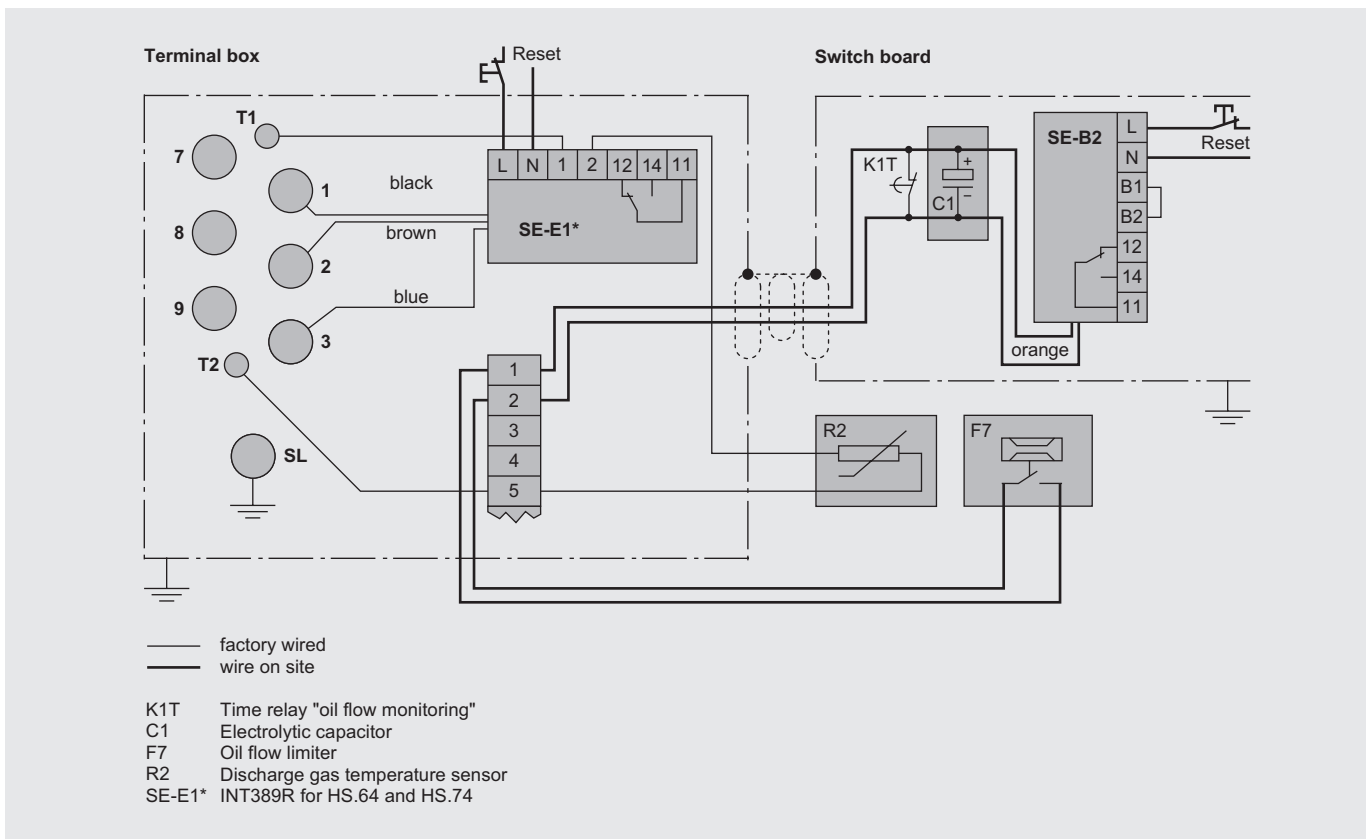 Terminal box
Reset
Switch board
T1
7
1
8
2
9
3
T2
SL
black
brown
blue
L N 1 2 12 14 11
SE-E1*
1
2
3
4
5
K1T
+
C1
–
SE-B2
L
N
B1
B2
12
14
11
Reset
orange
R2
F7
factory wired
wire on site
K1T Time relay "oil flow monitoring"
C1 Electrolytic capacitor
F7 Oil flow limiter
R2 Discharge gas temperature sensor
SE-E1* INT389R for HS.64 and HS.74